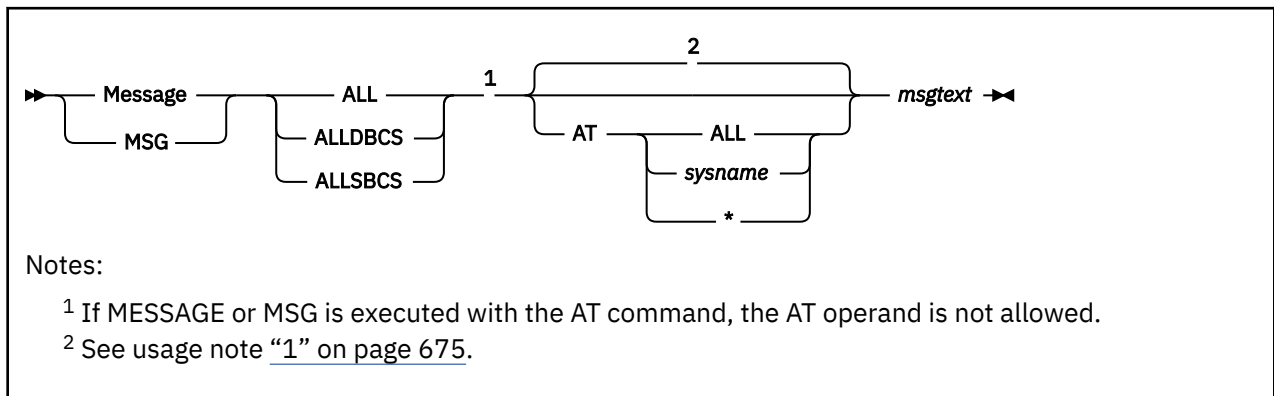 2
1
Message ALL msgtext
MSG ALLDBCS AT ALL
ALLSBCS sysname
*
Notes:
1 If MESSAGE or MSG is executed with the AT command, the AT operand is not allowed.
2 See usage note “1” on page 675.